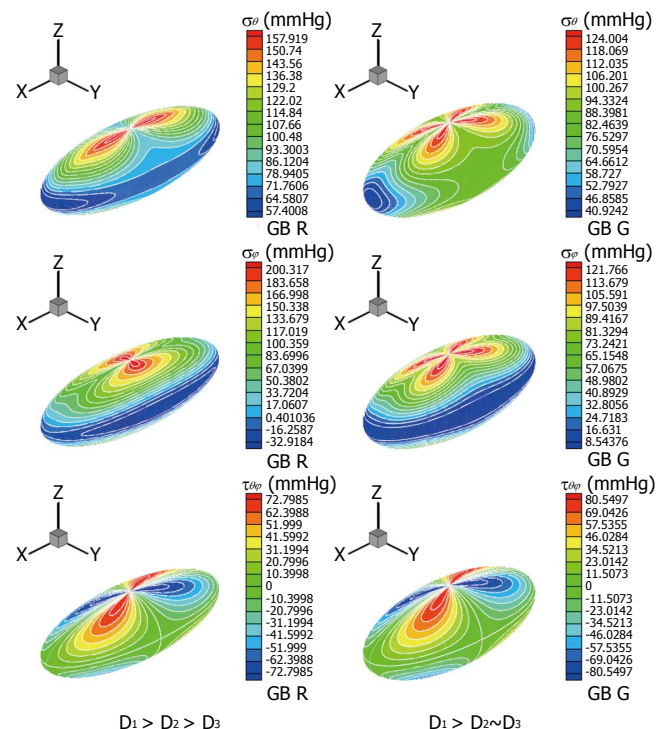 σθ (mmHg)
157.919
150.74
143.56
136.38
129.2
122.02
114.84
107.66
100.48
93.3003
86.1204
78.9405
71.7606
64.5807
57.4008
GB R
Z
X
Y
σθ (mmHg)
124.004
118.069
112.035
106.201
100.267
94.3324
88.3981
82.4639
76.5297
70.5954
64.6612
58.727
52.7927
46.8585
40.9242
GB G
Z
X
Y
σφ (mmHg)
200.317
183.658
166.998
150.338
133.679
117.019
100.359
83.6996
67.0399
50.3802
33.7204
17.0607
0.401036
-16.2587
-32.9184
GB R
Z
X
Y
σφ (mmHg)
121.766
113.679
105.591
97.5039
89.4167
81.3294
73.2421
65.1548
57.0675
48.9802
40.8929
32.8056
24.7183
16.631
8.54376
GB G
Z
X
Y
τθφ (mmHg)
72.7985
62.3988
51.999
41.5992
31.1994
20.7996
10.3998
0
-10.3998
-20.7996
-31.1994
-41.5992
-51.999
-62.3988
-72.7985
GB R
Z
X
Y
τθφ (mmHg)
80.5497
69.0426
57.5355
46.0284
34.5213
23.0142
11.5073
0
-11.5073
-23.0142
-34.5213
-46.0284
-57.5355
-69.0426
-80.5497
GB G
Z
X
Y
D1 > D2 > D3
D1 > D2~D3